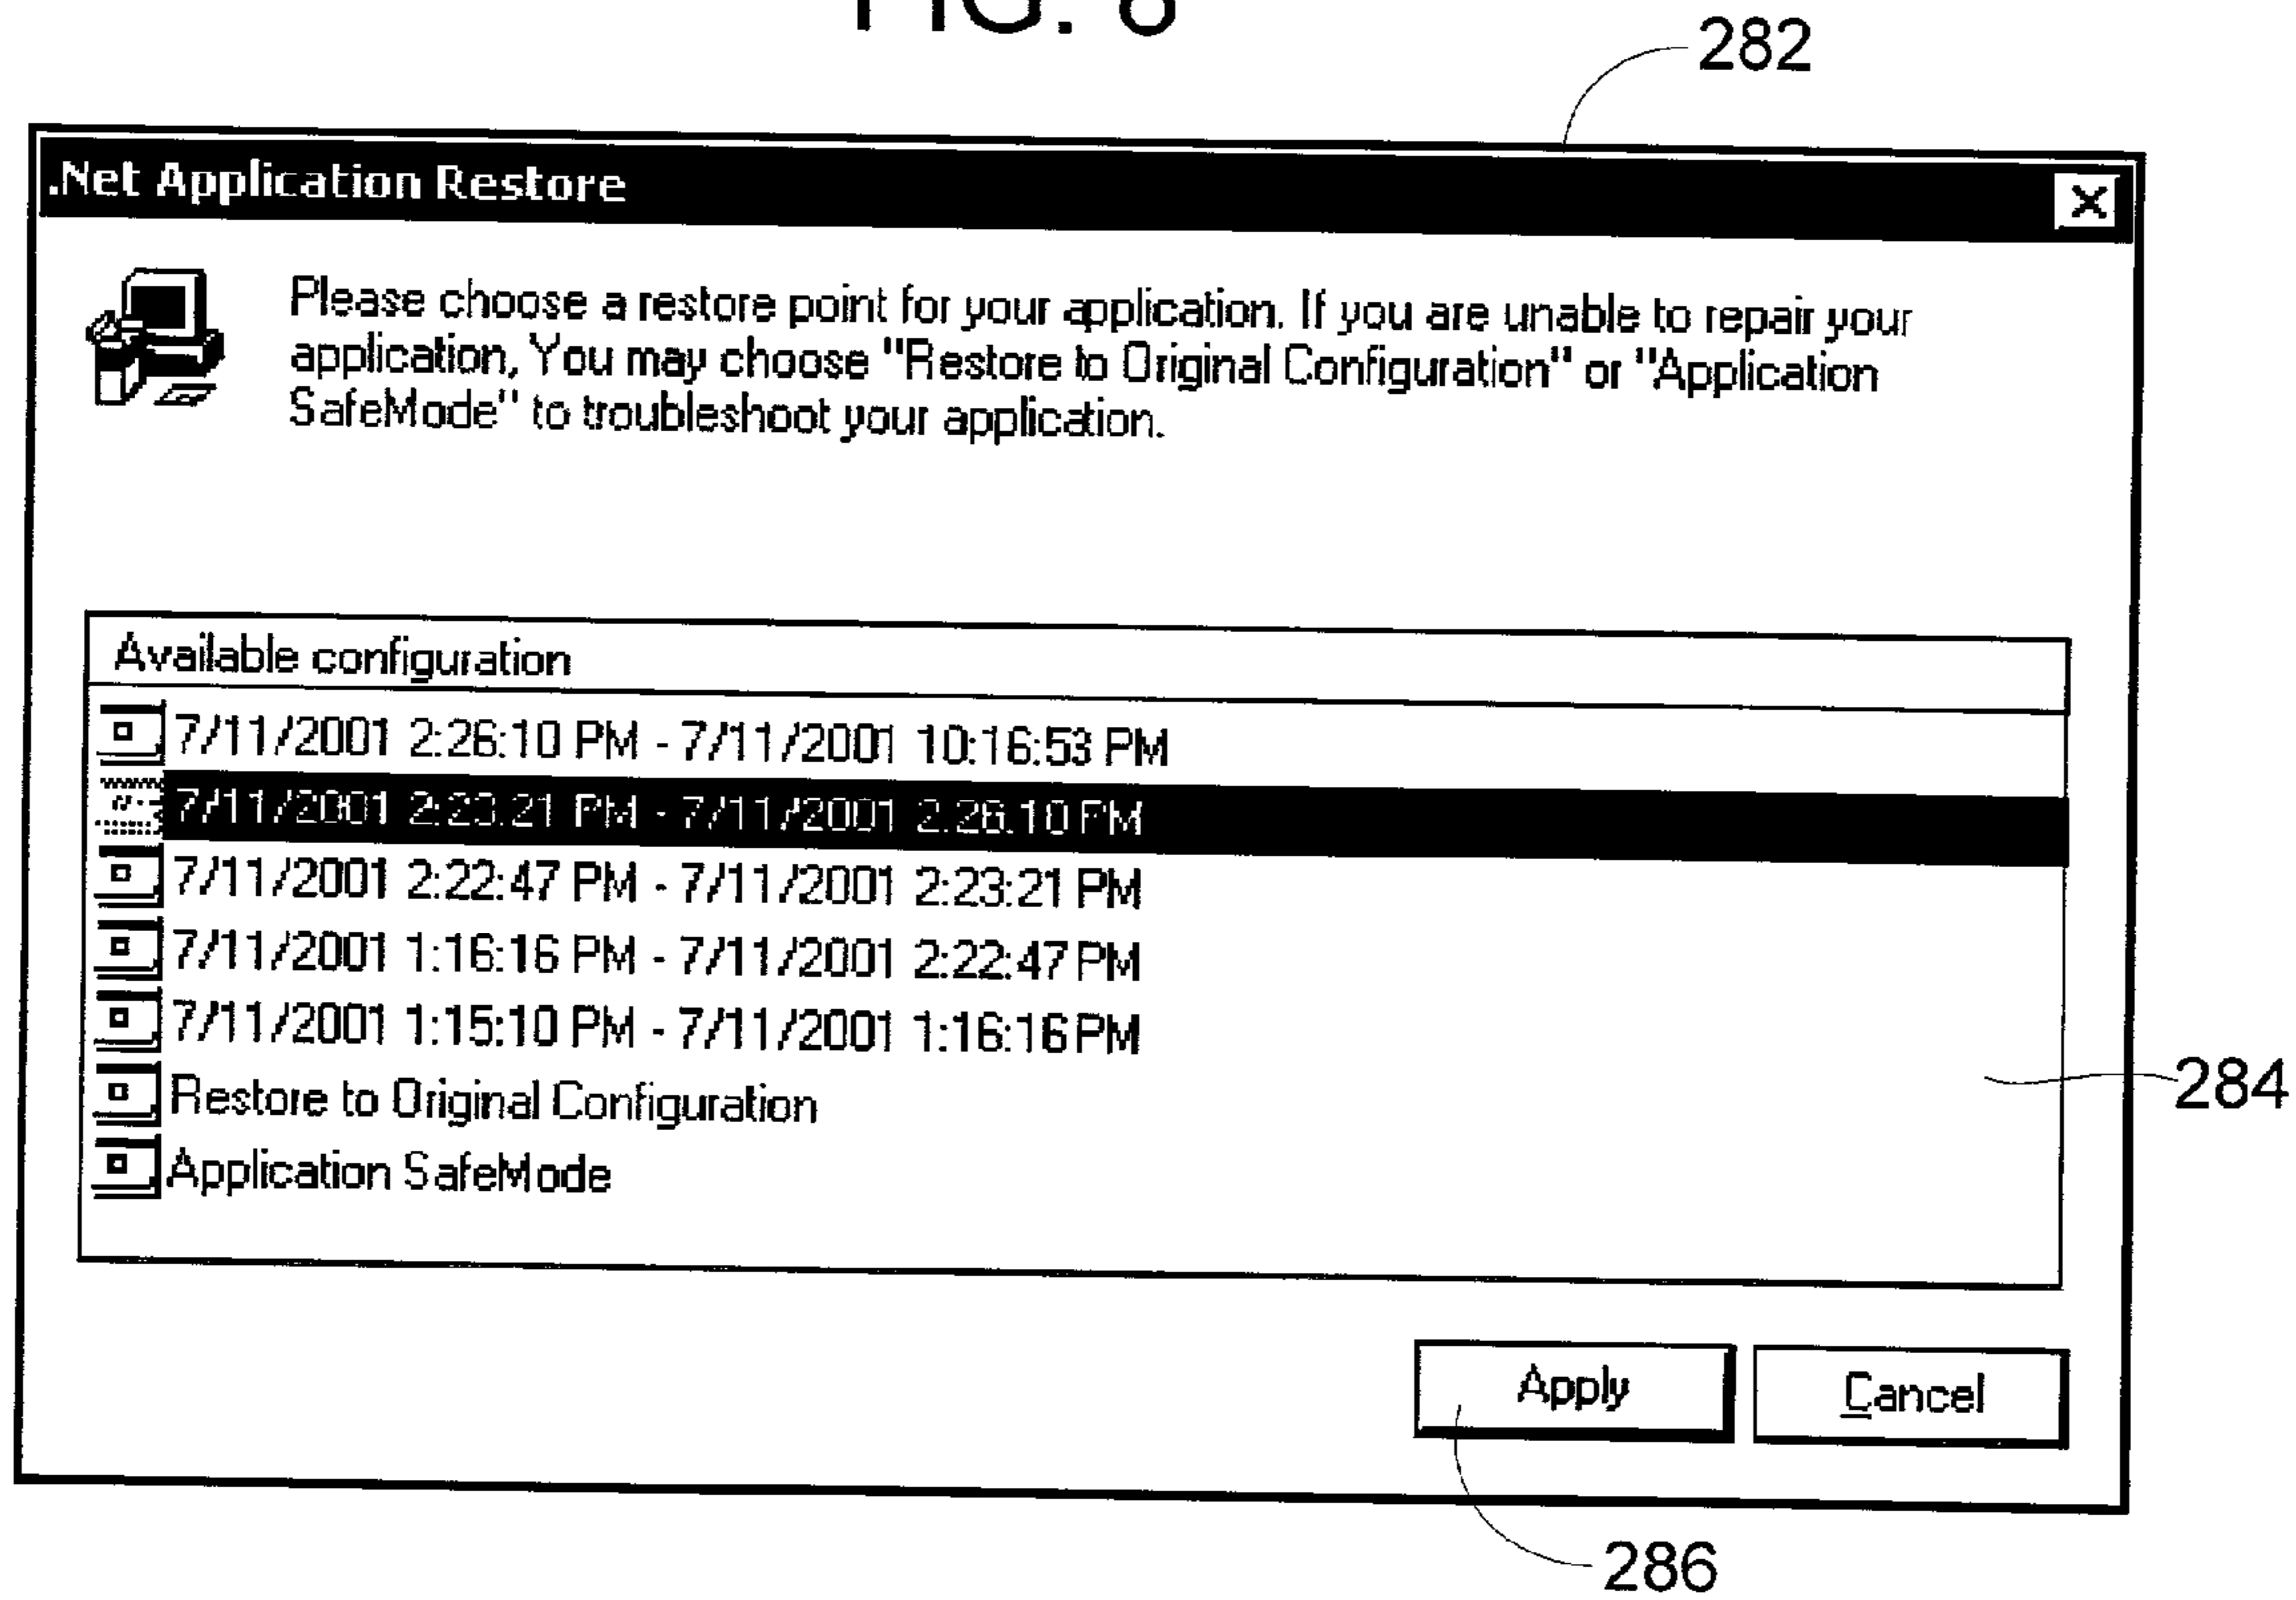 FIG.
282
.Net Application Restore
Please choose a restore point for your application. If you are unable to repair your
application, You may choose "Restore to Original Configuration" or "Application
SafeMode" to troubleshoot your application.
Available configuration
7/11/2001 2:26:10 PM - 7/11/2001 10:16:53 PM
7/11/2001 2:23:21 PM - 7/11/2001 2:26:10 PM
7/11/2001 2:22:47 PM - 7/11/2001 2:23:21 PM
7/11/2001 1:16:16 PM - 7/11/2001 2:22:47 PM
7/11/2001 1:15:10 PM - 7/11/2001 1:16:16 PM
Restore to Original Configuration
Application SafeMode
284
Apply
Cancel
286